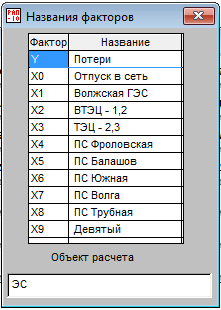 РАП
-10
Названия факторов
Фактор Название
Y Потери
X0 Отпуск в сеть
X1 Волжская ГЭС
X2 ВТЭЦ - 1,2
X3 ТЭЦ - 2,3
X4 ПС Фроловская
X5 ПС Балашов
X6 ПС Южная
X7 ПС Волга
X8 ПС Трубная
X9 Девятый
Объект расчета
ЭС